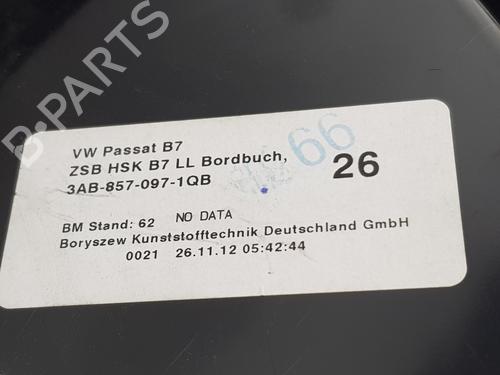 VW Passat B7
ZSB HSK B7 LL Bordbuch,
3AB-857-097-1QB
66
26
BM Stand: 62 NO DATA
Boryszew Kunststofftechnik Deutschland GmbH
0021 26.11.12 05:42:44
B-PARTS